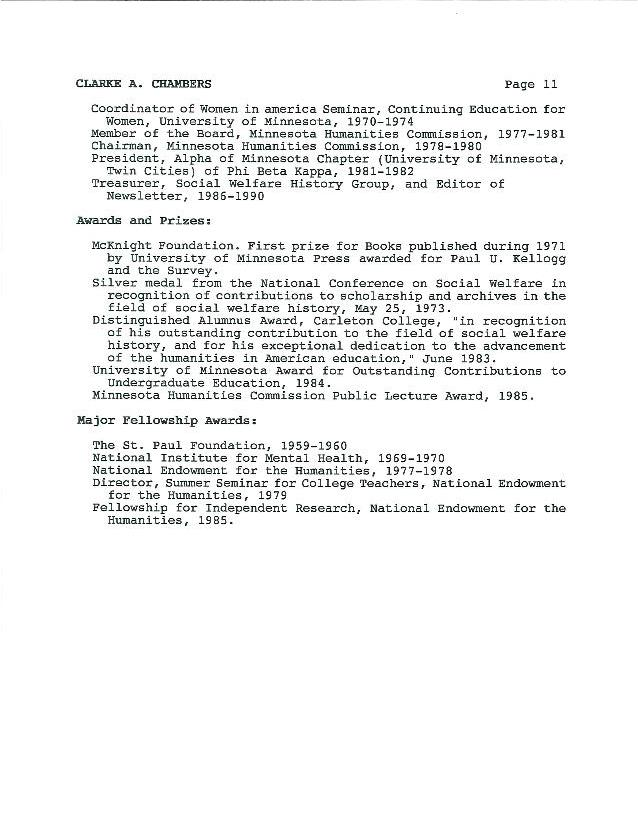 CLARKE A. CHAMBERS Page 11
Coordinator of Women in america Seminar, Continuing Education for
Women, University of Minnesota, 1970-1974
Member of the Board, Minnesota Humanities Commission, 1977-1981
Chairman, Minnesota Humanities Commission, 1978-1980
President, Alpha of Minnesota Chapter (University of Minnesota,
Twin Cities) of Phi Beta Kappa, 1981-1982
Treasurer, Social Welfare History Group, and Editor of
Newsletter, 1986-1990
Awards and Prizes:
McKnight Foundation. First prize for Books published during 1971
by University of Minnesota Press awarded for Paul U. Kellogg
and the Survey.
Silver medal from the National Conference on Social Welfare in
recognition of contributions to scholarship and archives in the
field of social welfare history, May 25, 1973.
Distinguished Alumnus Award, Carleton College, "in recognition
of his outstanding contribution to the field of social welfare
history, and for his exceptional dedication to the advancement
of the humanities in American education," June 1983.
University of Minnesota Award for Outstanding Contributions to
Undergraduate Education, 1984.
Minnesota Humanities Commission Public Lecture Award, 1985.
Major Fellowship Awards:
The St. Paul Foundation, 1959-1960
National Institute for Mental Health, 1969-1970
National Endowment for the Humanities, 1977-1978
Director, Summer Seminar for College Teachers, National Endowment
for the Humanities, 1979
Fellowship for Independent Research, National Endowment for the
Humanities, 1985.